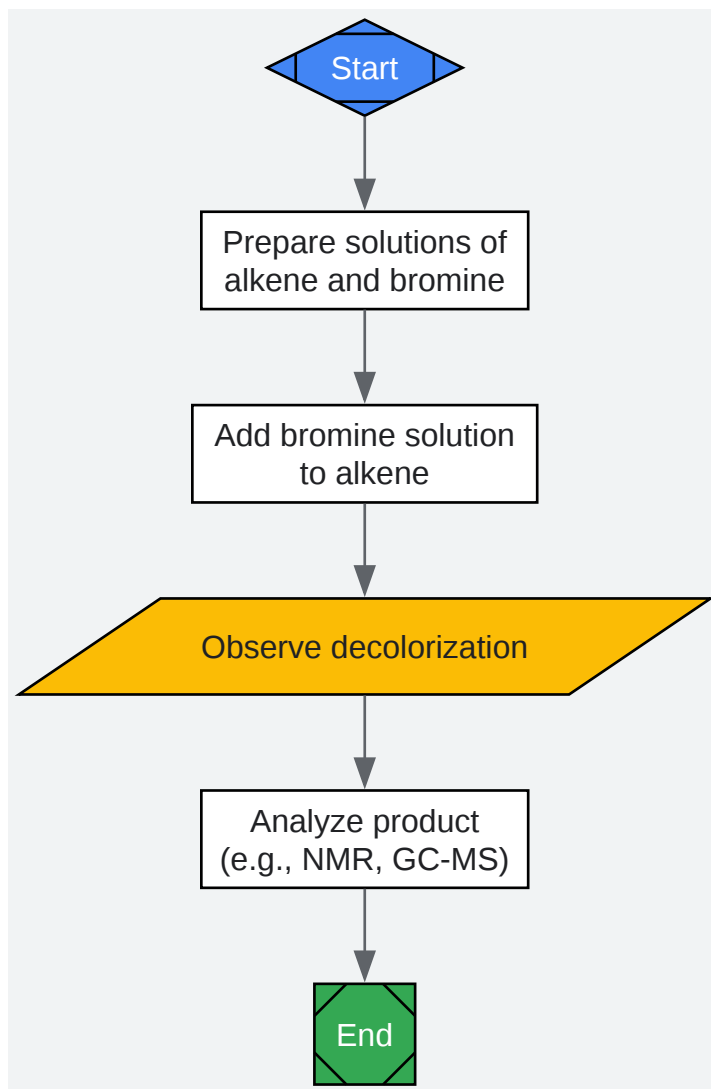 Start
Prepare solutions of
alkene and bromine
Add bromine solution
to alkene
Observe decolorization
Analyze product
(e.g., NMR, GC-MS)
End